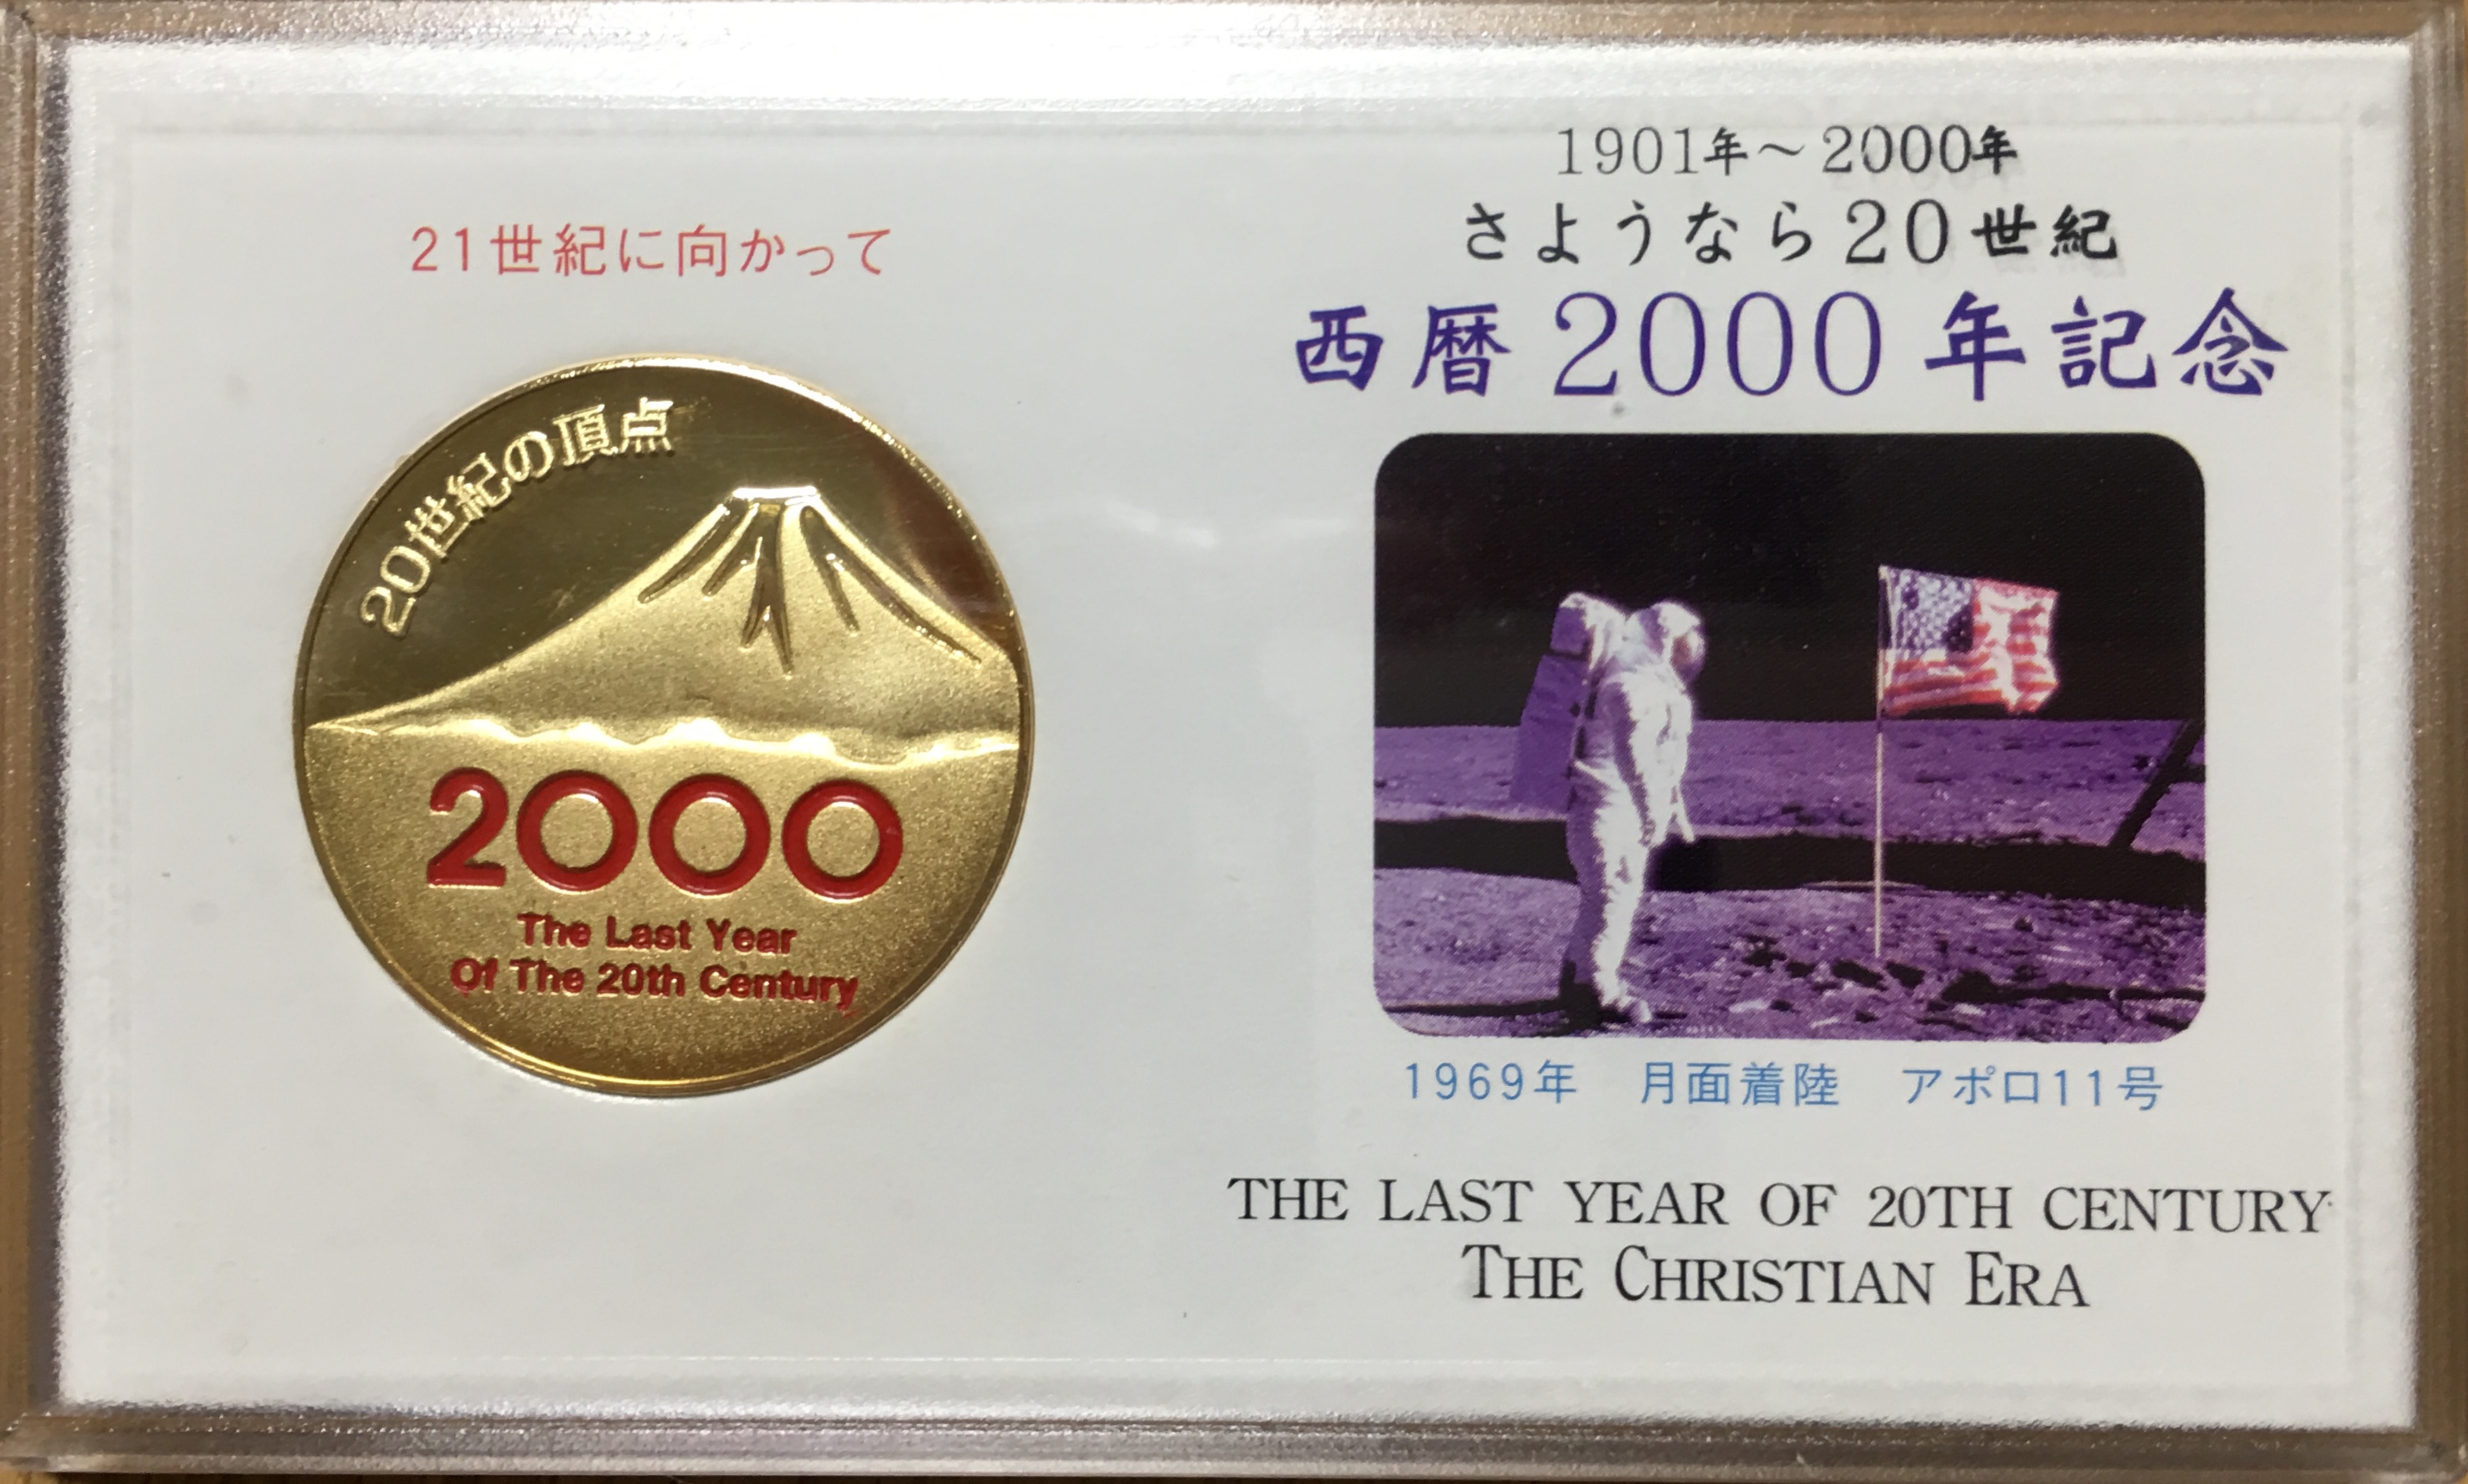 21世紀に向かって
20世紀の頂点
2000
The Last Year
Of The 20th Century
1901年～2000年
さようなら20世紀
西暦2000年記念
1969年　月面着陸　アポロ11号
THE LAST YEAR OF 20TH CENTURY
THE CHRISTIAN ERA